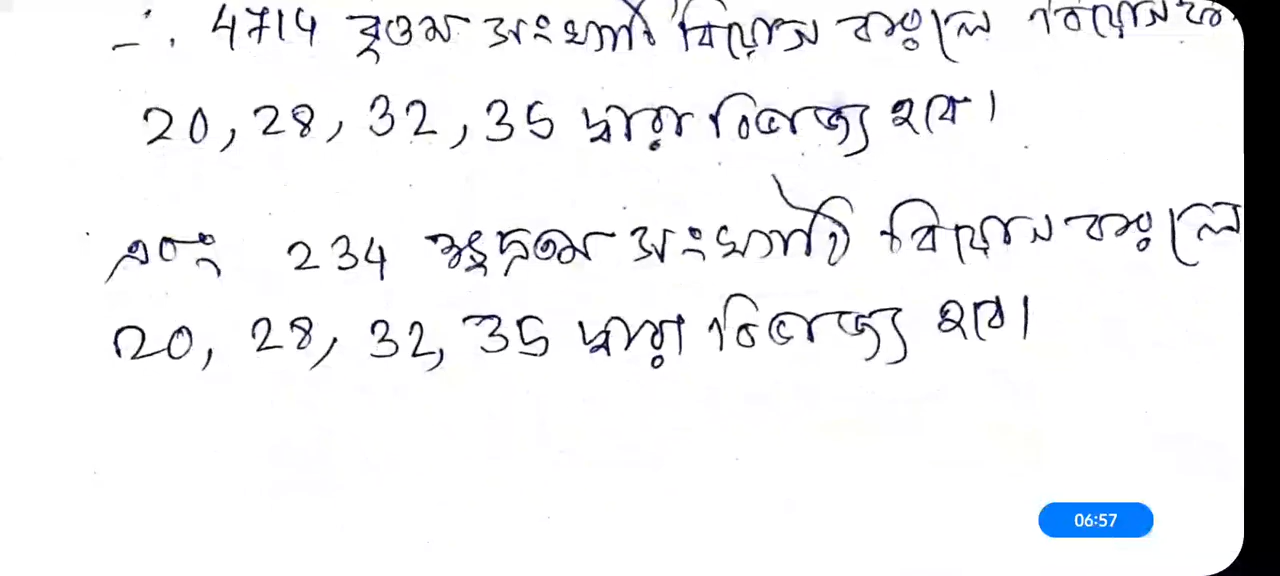 ∴ 4714 বৃহত্তম সংখ্যাটি বিয়োগ করলে বিয়োগফ
20, 28, 32, 35 দ্বারা বিভাজ্য হবে।
এবং 234 ক্ষুদ্রতম সংখ্যাটি বিয়োগ করলে
20, 28, 32, 35 দ্বারা বিভাজ্য হবে।
06:57